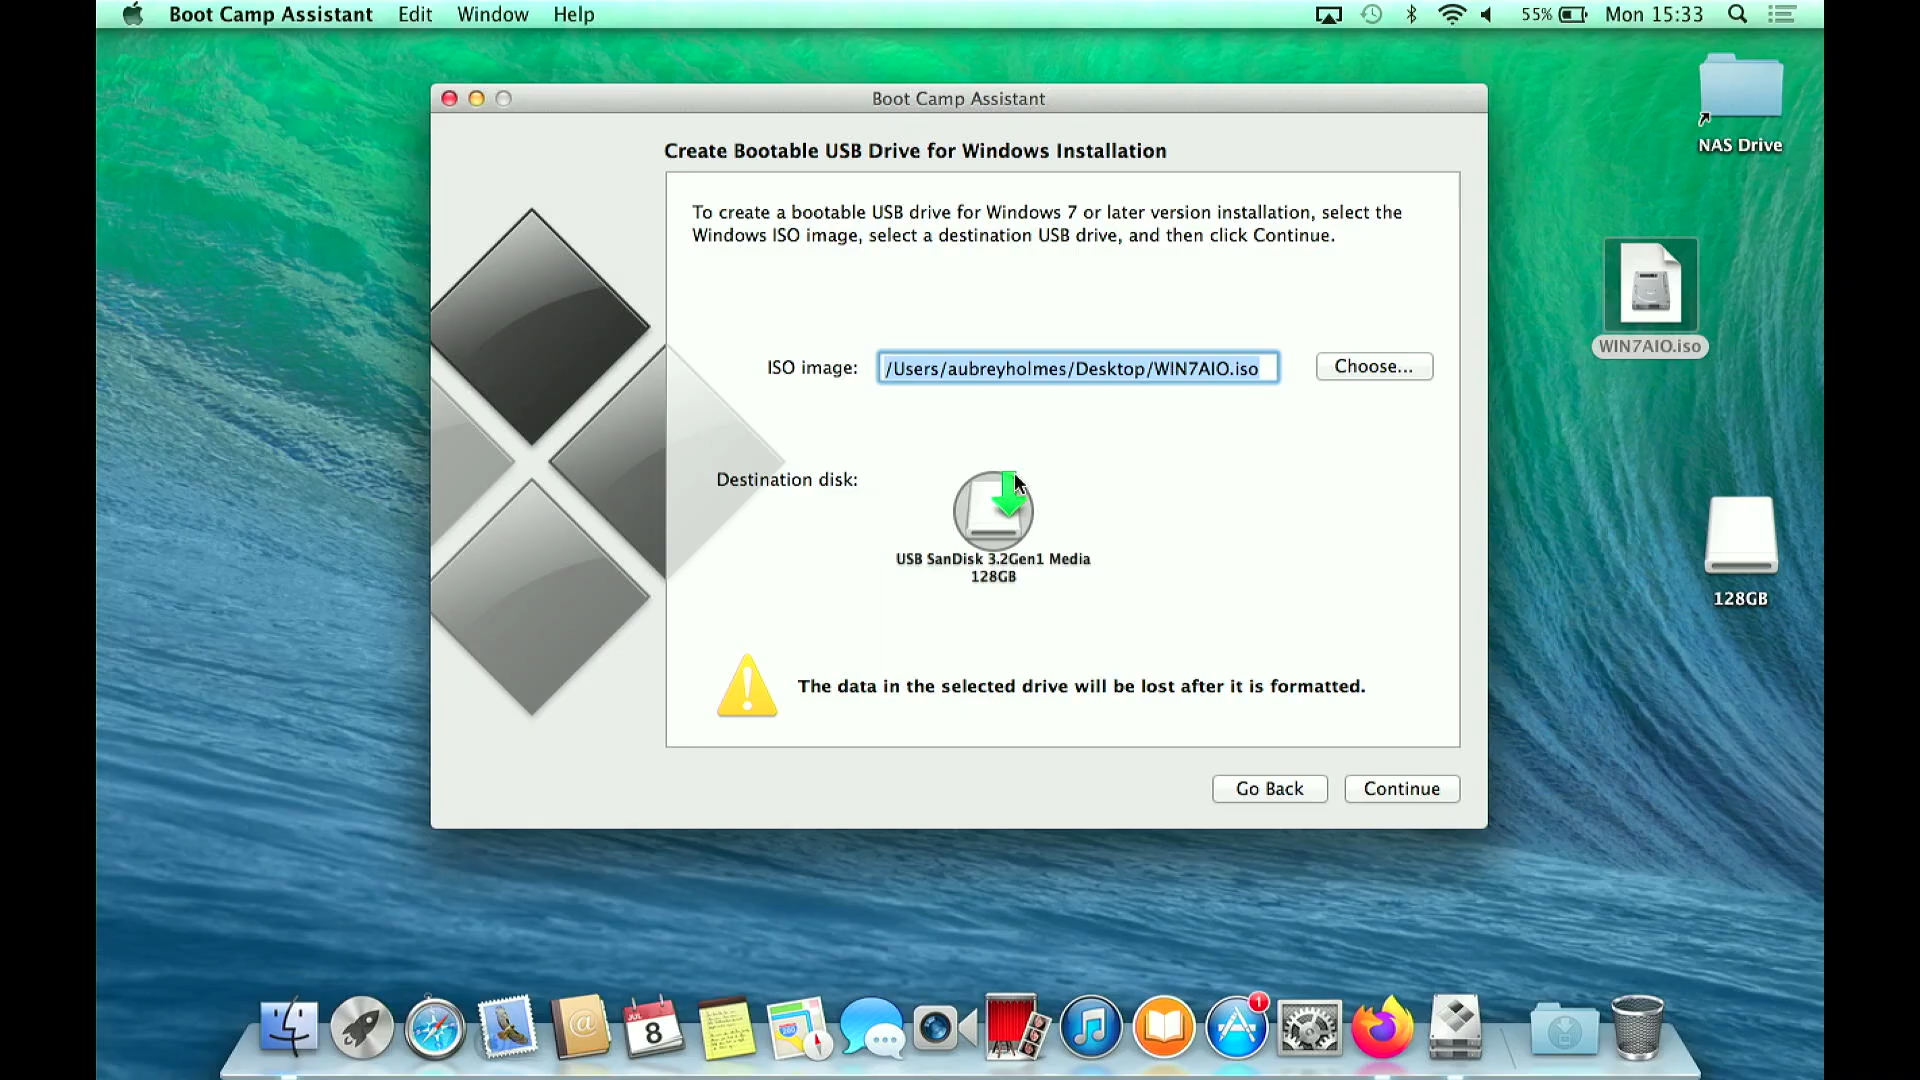 Boot Camp Assistant Edit Window Help 55% Mon 15:33
Boot Camp Assistant
NAS Drive
Create Bootable USB Drive for Windows Installation
To create a bootable USB drive for Windows 7 or later version installation, select the
Windows ISO image, select a destination USB drive, and then click Continue.
WIN7AIO.iso
ISO image: /Users/aubreyholmes/Desktop/WIN7AIO.iso Choose...
Destination disk:
USB SanDisk 3.2Gen1 Media
128GB
128GB
The data in the selected drive will be lost after it is formatted.
Go Back Continue
JUL
8
@
280
1